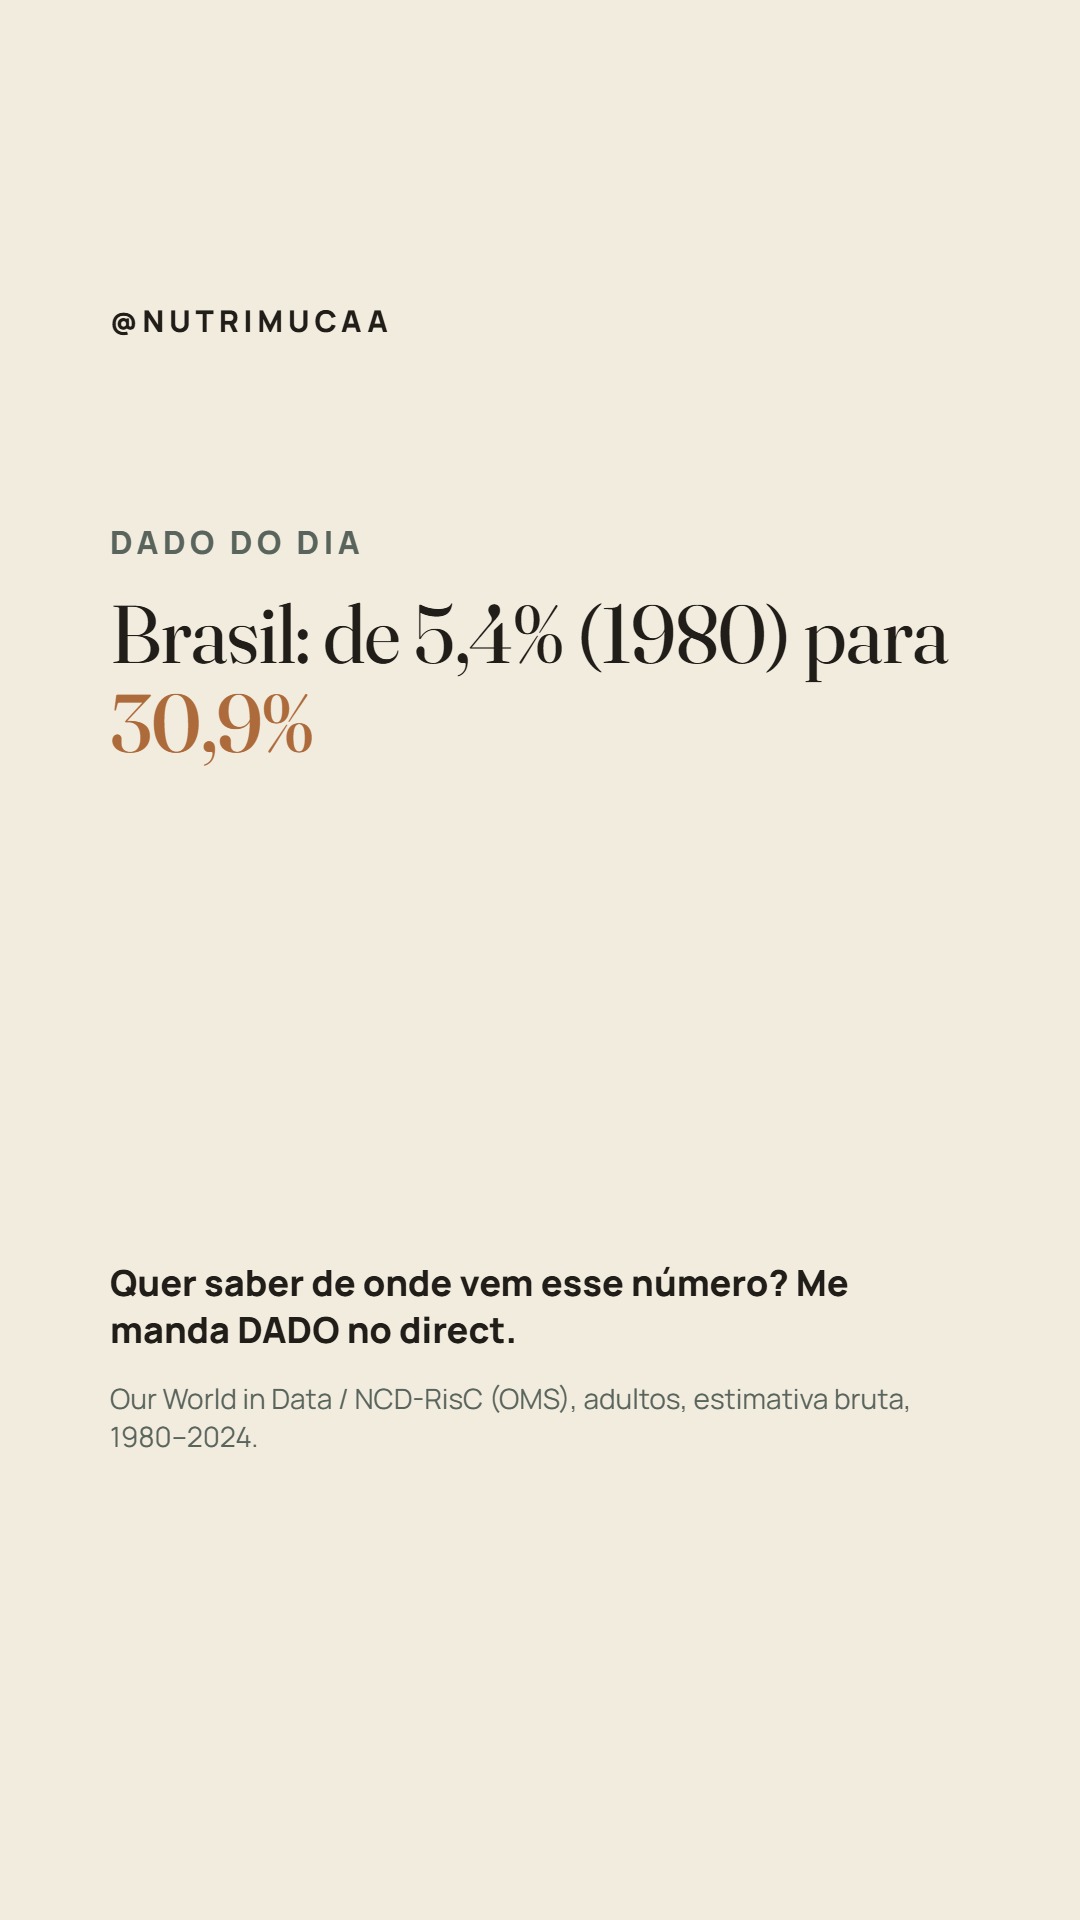 @NUTRIMUCAA
DADO DO DIA
Brasil: de 5,4% (1980) para
30,9%
Quer saber de onde vem esse número? Me
manda DADO no direct.
Our World in Data / NCD-RisC (OMS), adultos, estimativa bruta,
1980–2024.